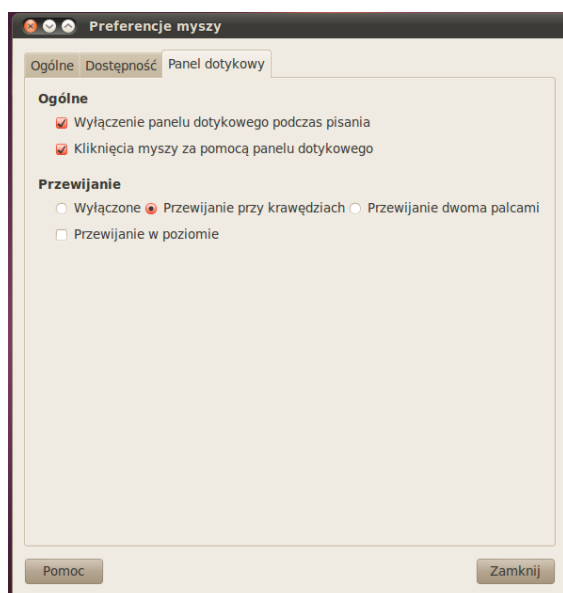 Preferencje myszy
Ogólne Dostępność Panel dotykowy
Ogólne
Wyłączenie panelu dotykowego podczas pisania
Kliknięcia myszy za pomocą panelu dotykowego
Przewijanie
Wyłączone Przewijanie przy krawędziach Przewijanie dwoma palcami
Przewijanie w poziomie
Pomoc Zamknij